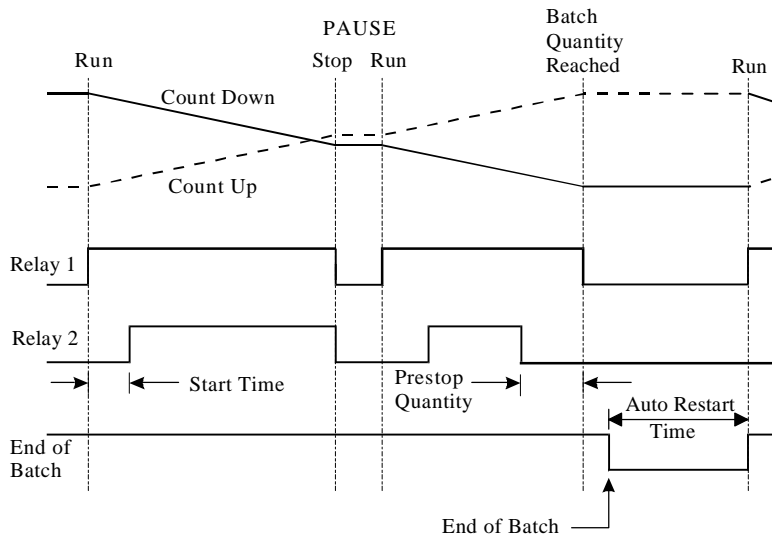 PAUSE
Batch
Quantity
Reached
Run
Stop
Run
Run
Count Down
Count Up
Relay 1
Relay 2
Start Time
Prestop
Quantity
Auto Restart
Time
End of
Batch
End of Batch